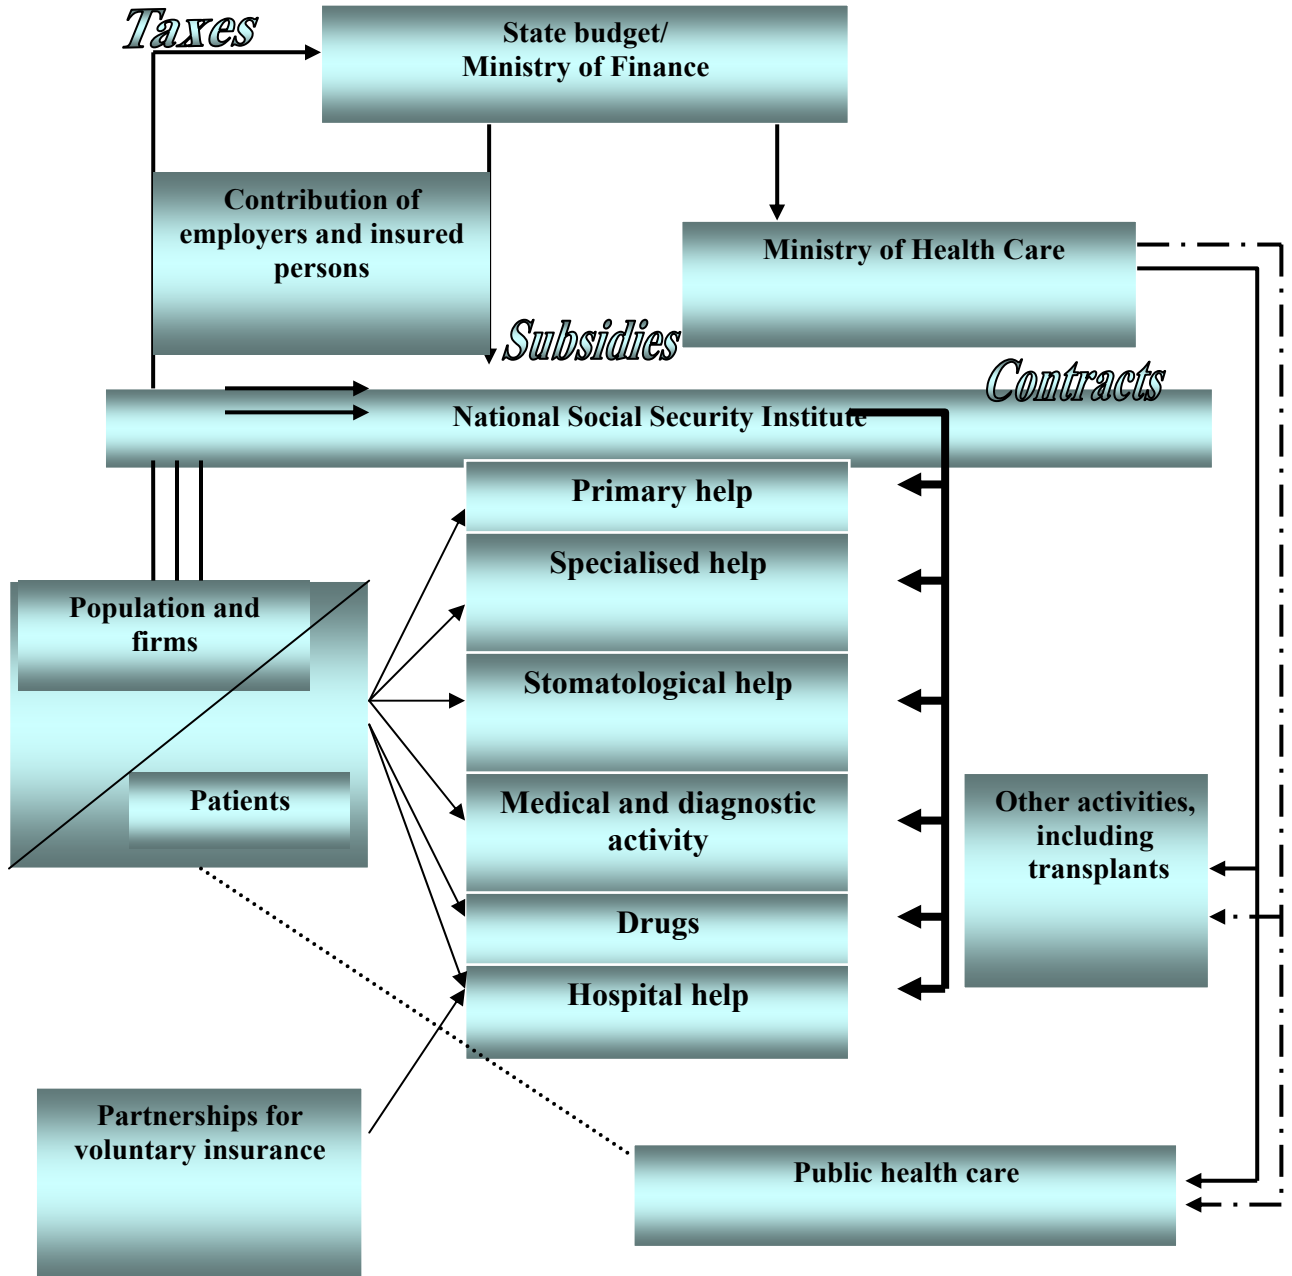 Taxes
State budget/
Ministry of Finance
Contribution of
employers and insured
persons
Ministry of Health Care
Subsidies
Contracts
National Social Security Institute
Primary help
Specialised help
Population and
firms
Stomatological help
Patients
Medical and diagnostic
activity
Other activities,
including
transplants
Drugs
Hospital help
Partnerships for
voluntary insurance
Public health care